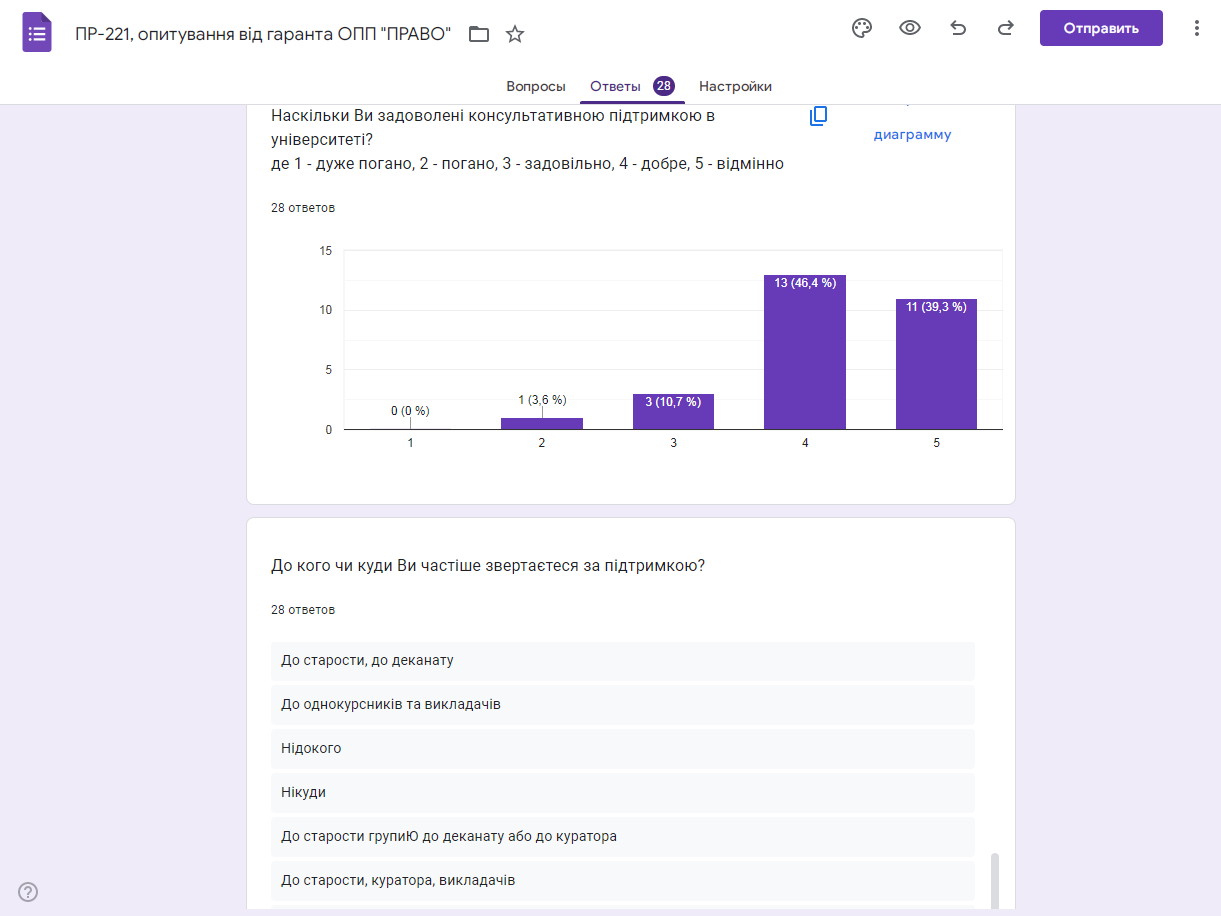 ПР-221, опитування від гаранта ОПП "ПРАВО"
Отправить
Вопросы
Ответы 28
Настройки
Наскільки Ви задоволені консультативною підтримкою в
університеті?
де 1 - дуже погано, 2 - погано, 3 - задовільно, 4 - добре, 5 - відмінно
диаграмму
28 ответов
15
10
5
0
0 (0 %)
1 (3,6 %)
3 (10,7 %)
13 (46,4 %)
11 (39,3 %)
1
2
3
4
5
До кого чи куди Ви частіше звертаєтеся за підтримкою?
28 ответов
До старости, до деканату
До однокурсників та викладачів
Нідокого
Нікуди
До старости групиЮ до деканату або до куратора
До старости, куратора, викладачів